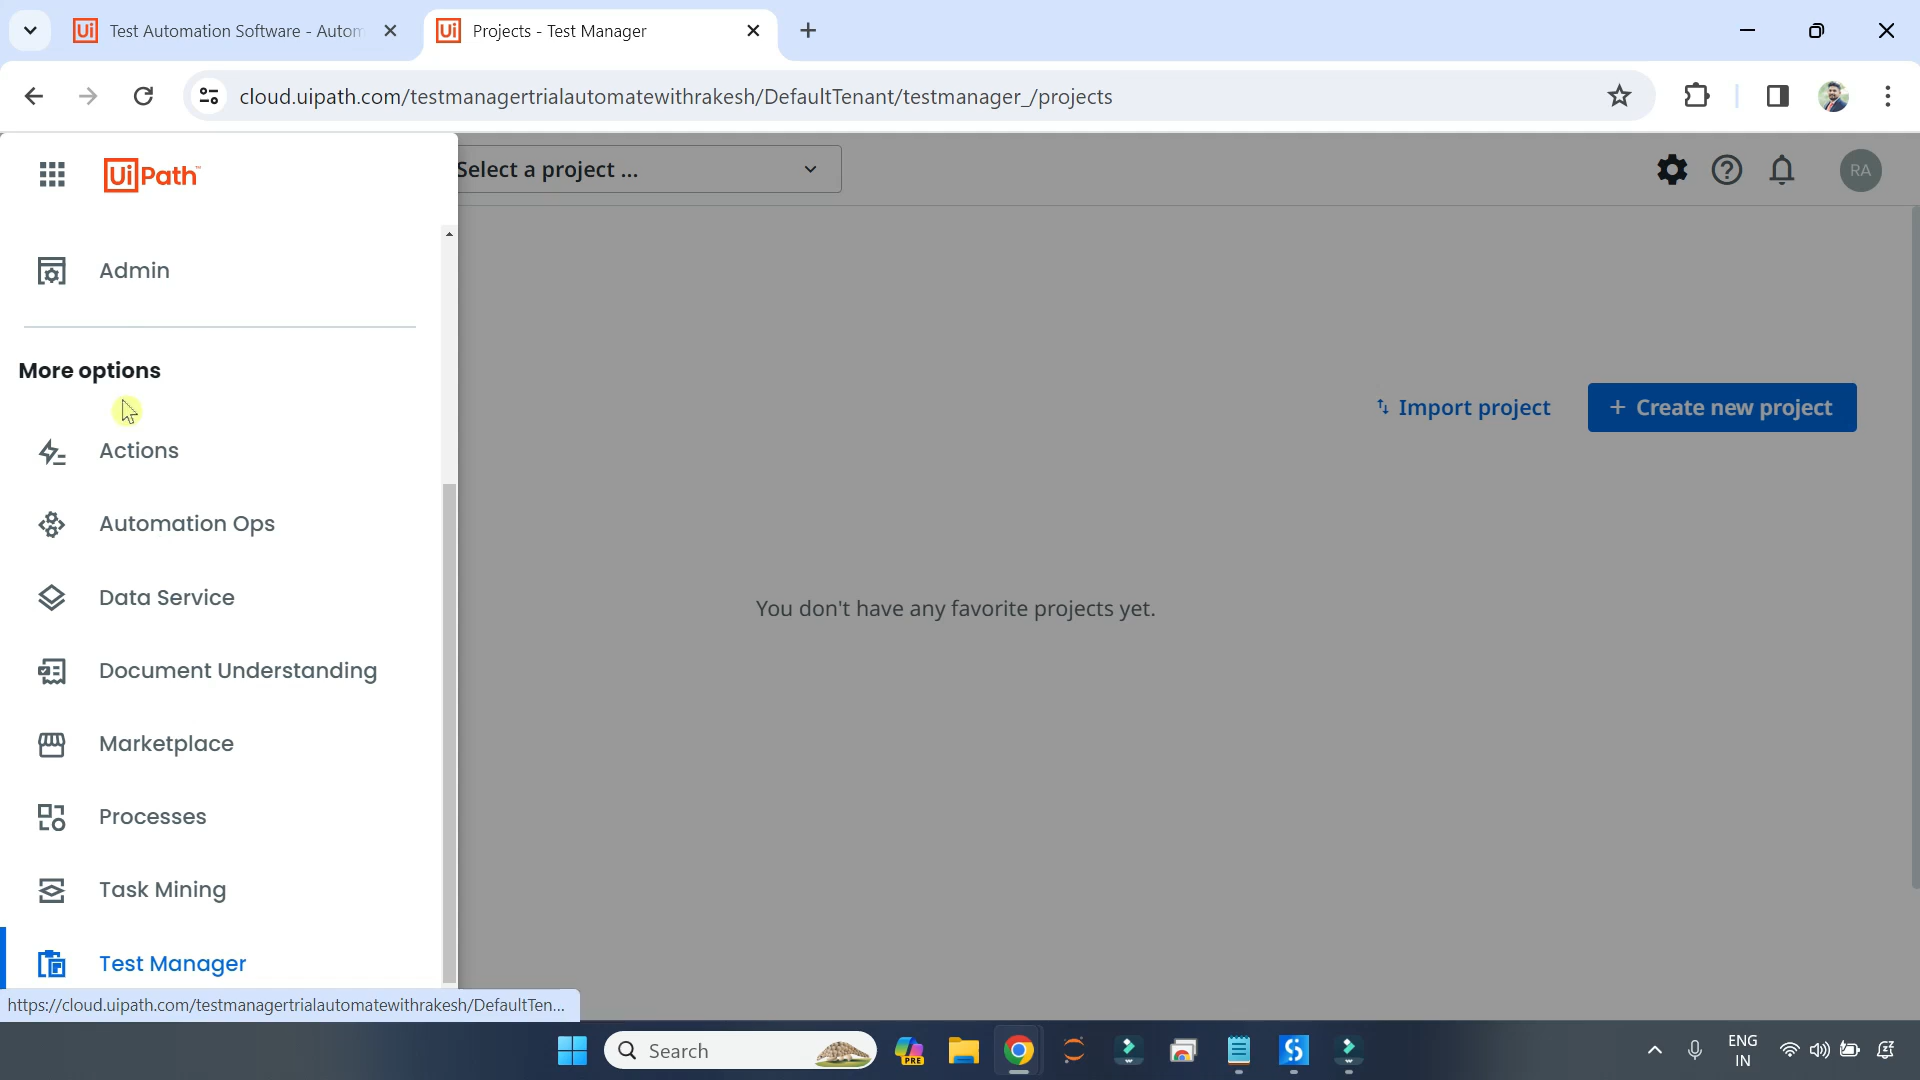 Test Automation Software - Autom
Projects - Test Manager
cloud.uipath.com/testmanagertrialautomatewithrakesh/DefaultTenant/testmanager_/projects
UiPath™
Select a project ...
RA
Admin
More options
Import project
+ Create new project
Actions
Automation Ops
Data Service
You don't have any favorite projects yet.
Document Understanding
Marketplace
Processes
Task Mining
Test Manager
https://cloud.uipath.com/testmanagertrialautomatewithrakesh/DefaultTen...
Search
PRE
ENG
IN